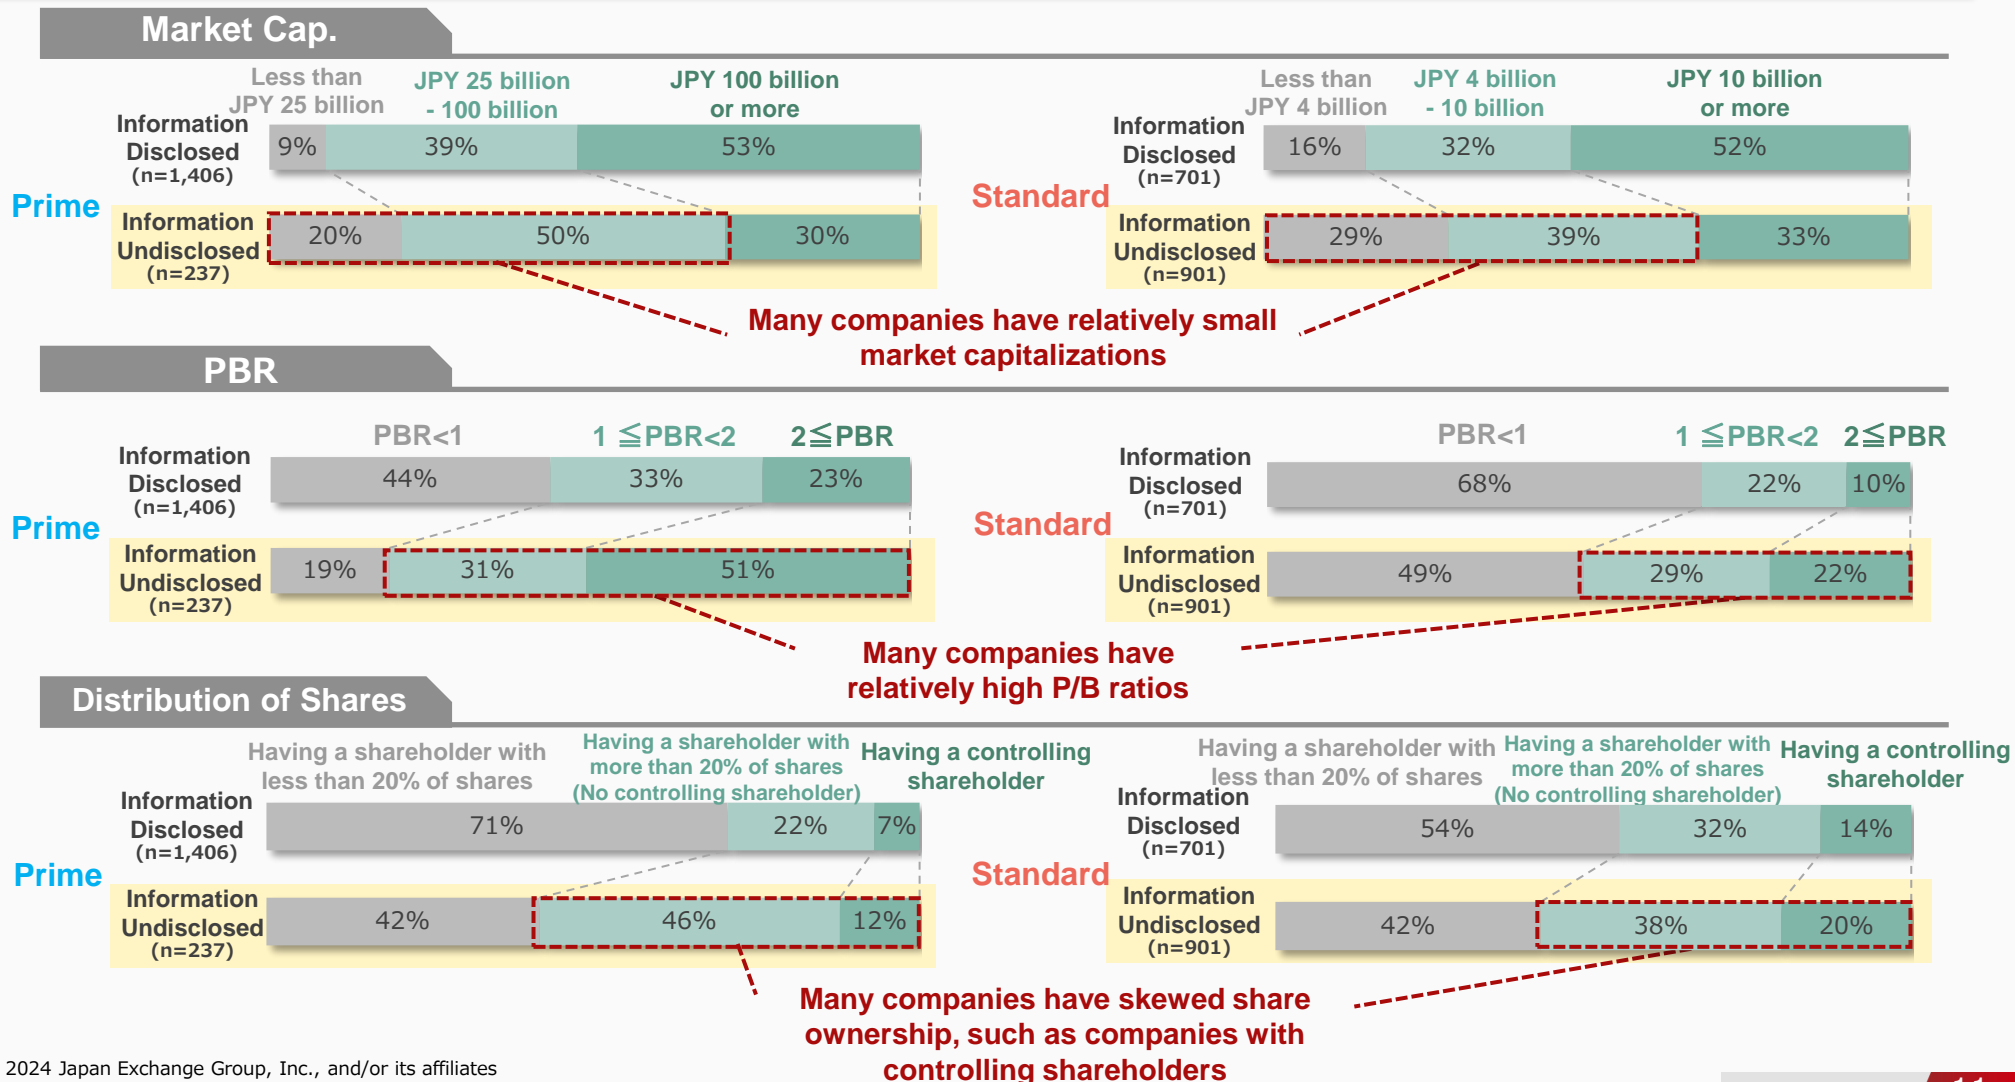 Market Cap.
Less than
JPY 25 billion
JPY 25 billion
- 100 billion
JPY 100 billion
or more
Information
Disclosed
(n=1,406)
9% 39% 53%
Prime
Information
Undisclosed
(n=237)
20% 50% 30%
Less than
JPY 4 billion
JPY 4 billion
- 10 billion
JPY 10 billion
or more
Information
Disclosed
(n=701)
16% 32% 52%
Standard
Information
Undisclosed
(n=901)
29% 39% 33%
Many companies have relatively small
market capitalizations
PBR
PBR<1 1 ≦PBR<2 2≦PBR
Information
Disclosed
(n=1,406)
44% 33% 23%
Prime
Information
Undisclosed
(n=237)
19% 31% 51%
PBR<1 1 ≦PBR<2 2≦PBR
Information
Disclosed
(n=701)
68% 22% 10%
Standard
Information
Undisclosed
(n=901)
49% 29% 22%
Many companies have
relatively high P/B ratios
Distribution of Shares
Having a shareholder with
less than 20% of shares
Having a shareholder with
more than 20% of shares
(No controlling shareholder)
Having a controlling
shareholder
Information
Disclosed
(n=1,406)
71% 22% 7%
Prime
Information
Undisclosed
(n=237)
42% 46% 12%
Having a shareholder with
less than 20% of shares
Having a shareholder with
more than 20% of shares
(No controlling shareholder)
Having a controlling
shareholder
Information
Disclosed
(n=701)
54% 32% 14%
Standard
Information
Undisclosed
(n=901)
42% 38% 20%
Many companies have skewed share
ownership, such as companies with
controlling shareholders
2024 Japan Exchange Group, Inc., and/or its affiliates